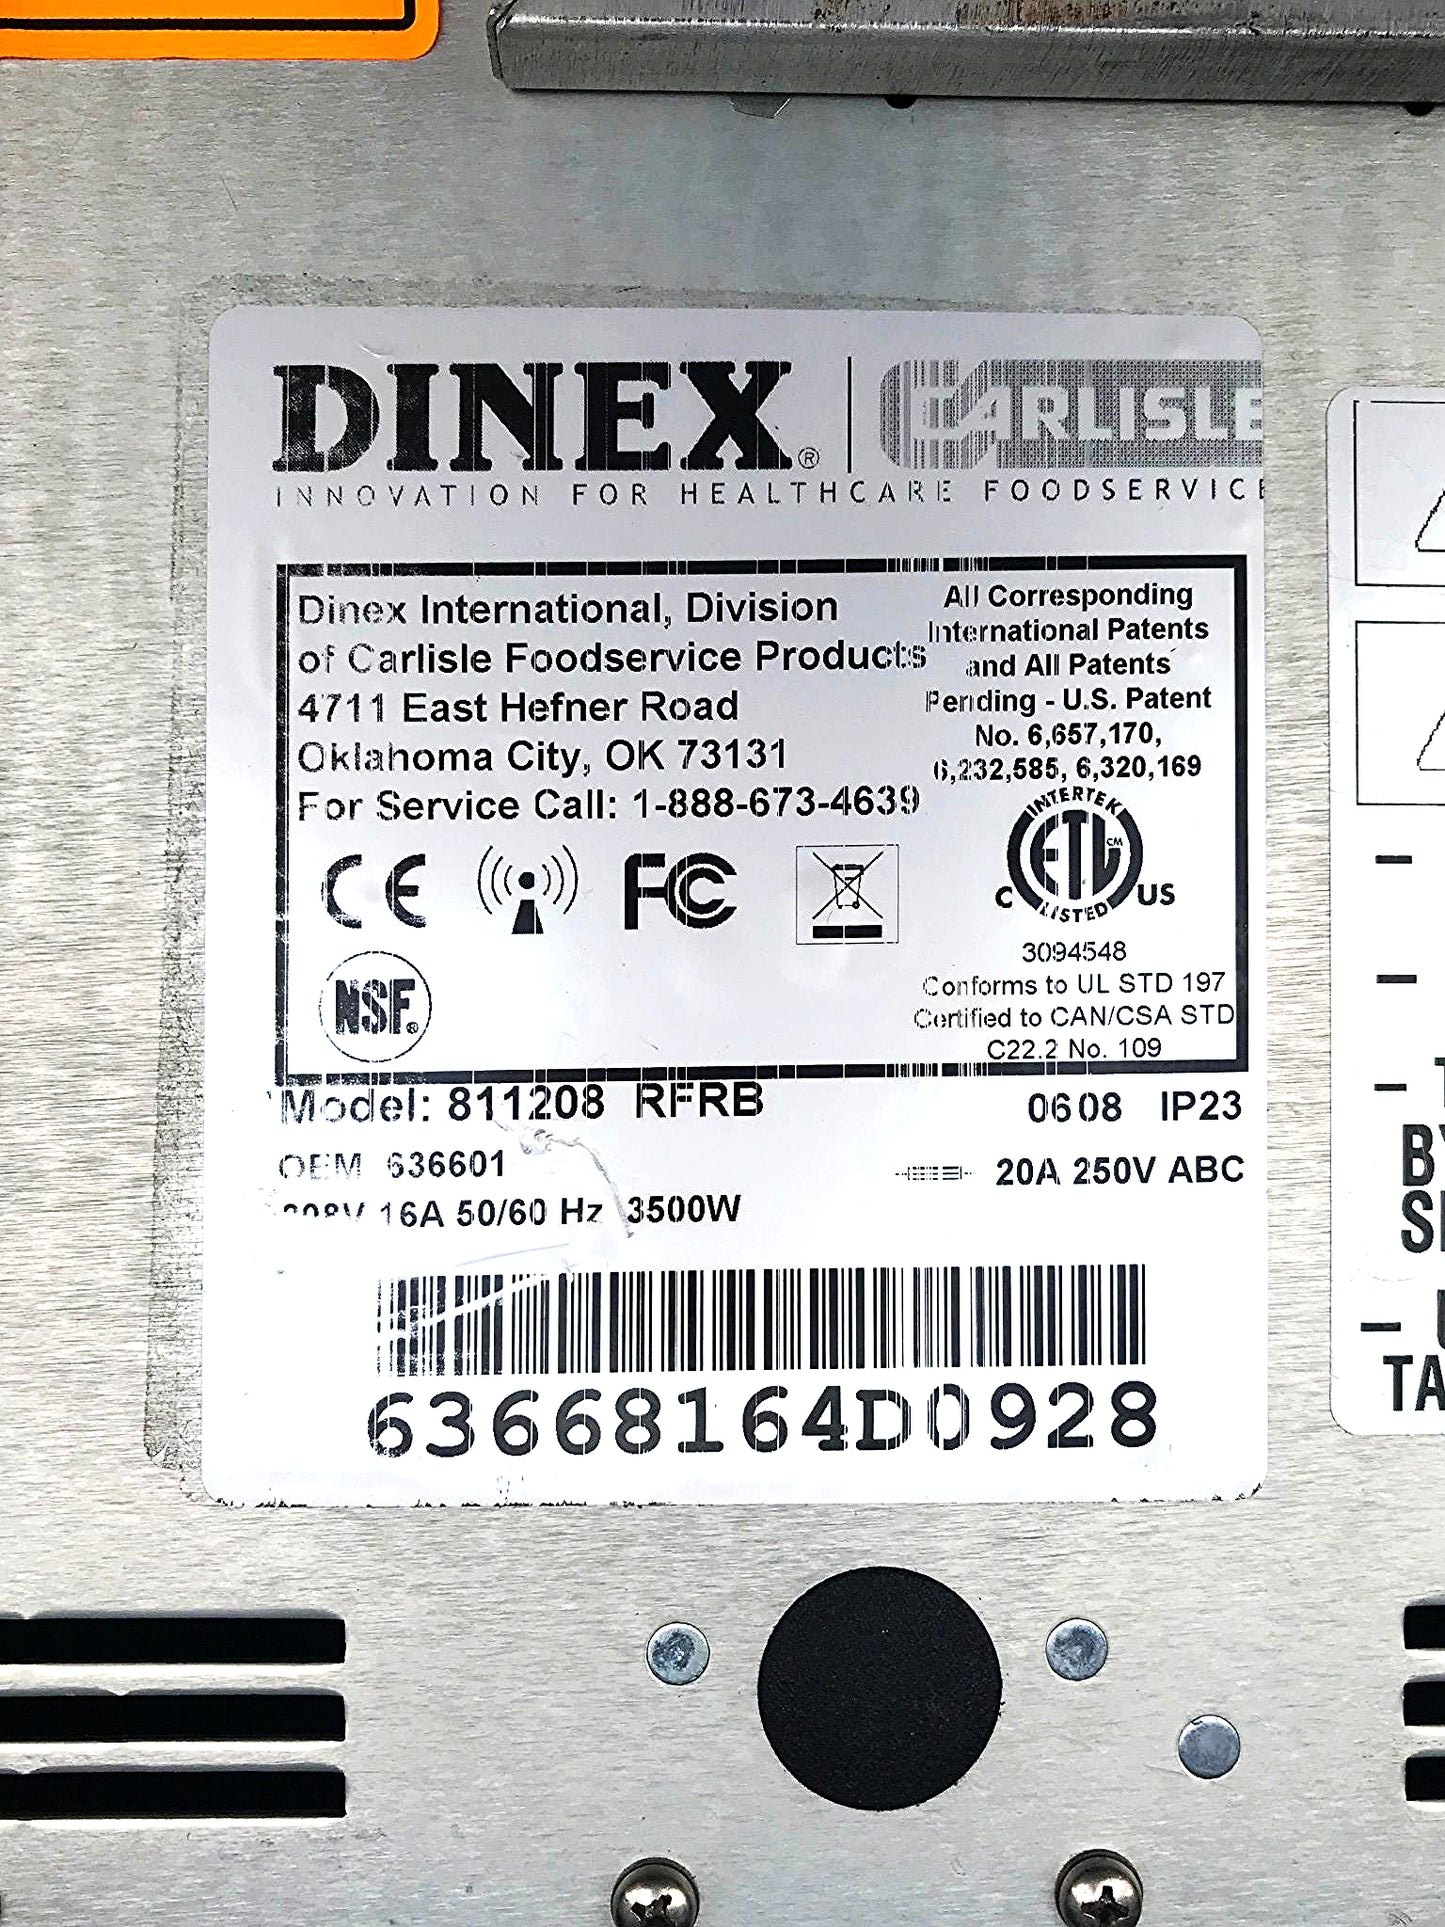 DINEX® | CARLISLE
INNOVATION FOR HEALTHCARE FOODSERVICE
Dinex International, Division
of Carlisle Foodservice Products
4711 East Hefner Road
Oklahoma City, OK 73131
For Service Call: 1-888-673-4639
All Corresponding
International Patents
and All Patents
Pending - U.S. Patent
No. 6,657,170,
6,232,585, 6,320,169
CE
FC
INTERTEK
C ETL CM US
LISTED
3094548
Conforms to UL STD 197
Certified to CAN/CSA STD
C22.2 No. 109
NSF®
Model: 811208 RFRB 0608 IP23
OEM 636601 20A 250V ABC
208V 16A 50/60 Hz 3500W
63668164D0928